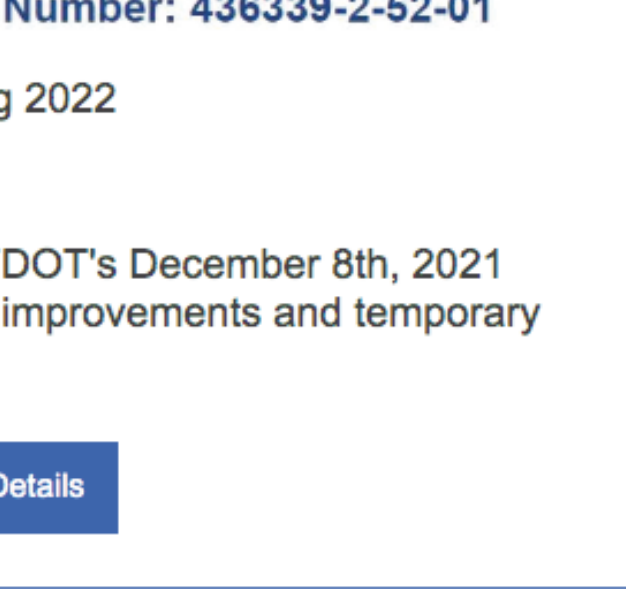 Number: 436339-2-52-01
g 2022
DOT's December 8th, 2021
improvements and temporary
Details